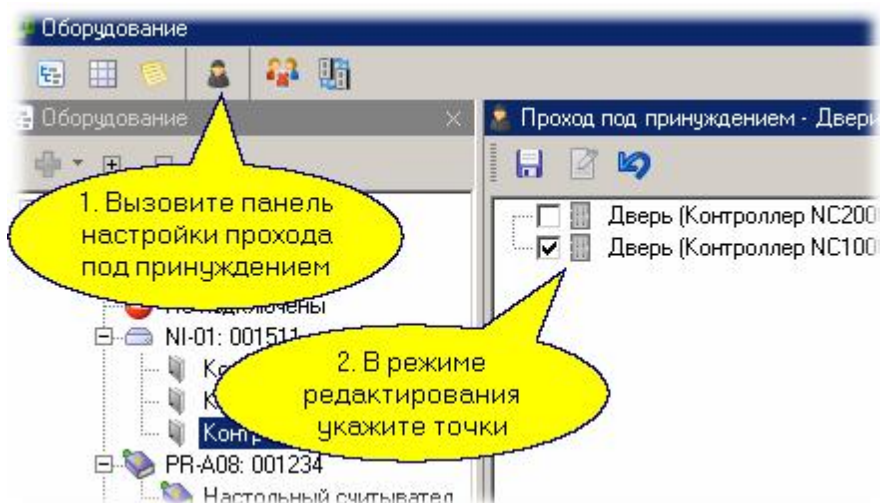 Оборудование
Оборудование
Проход под принуждением - Двери
1. Вызовите панель
настройки прохода
под принуждением
Дверь (Контроллер NC200
Дверь (Контроллер NC100
подключены
NI-01: 001511
2. В режиме
редактирования
укажите точки
PR-A08: 001234
Настольный считывател